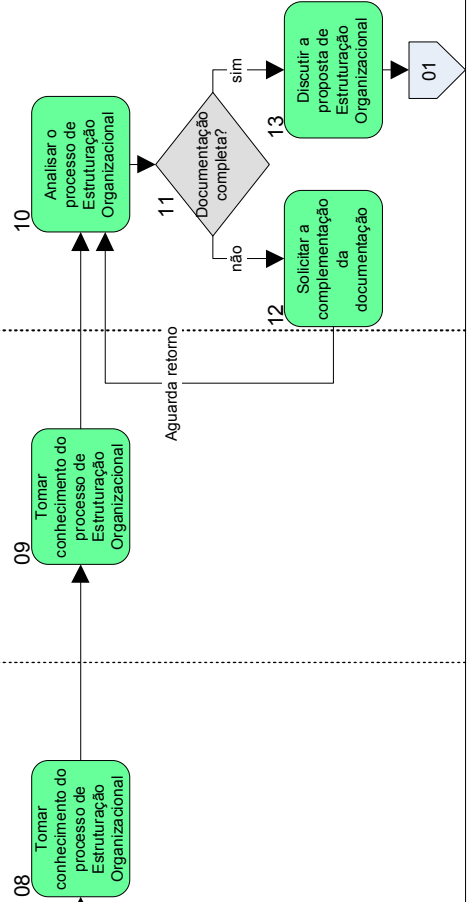 08
Tomar
conhecimento do
processo de
Estruturação
Organizacional
09
Tomar
conhecimento do
processo de
Estruturação
Organizacional
10
Analisar o
processo de
Estruturação
Organizacional
11
Documentação
completa?
não
sim
12
Solicitar a
complementação
da
documentação
Aguarda retorno
13
Discutir a
proposta de
Estruturação
Organizacional
01